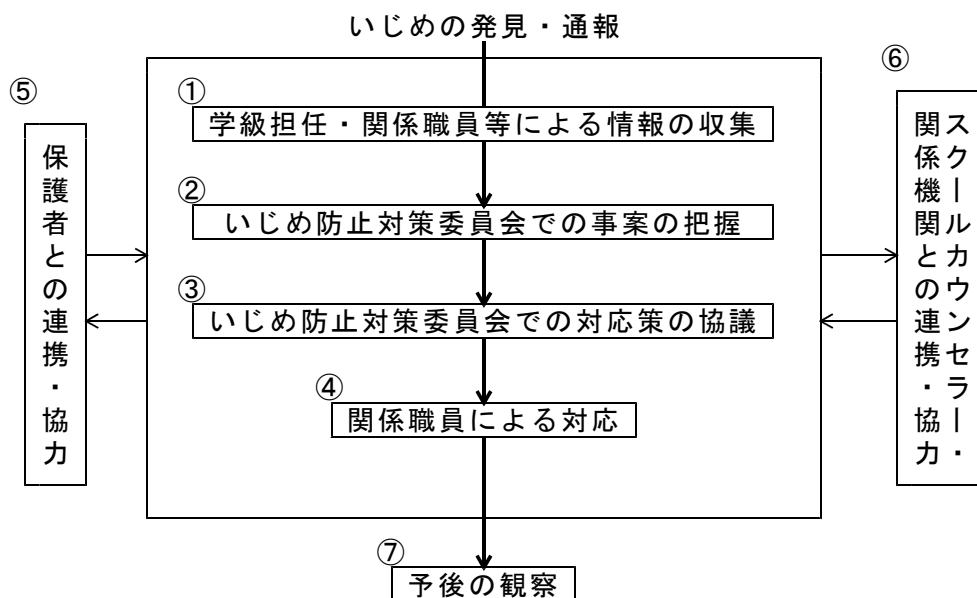 いじめの発見・通報
①
学級担任・関係職員等による情報の収集
②
いじめ防止対策委員会での事案の把握
③
いじめ防止対策委員会での対応策の協議
④
関係職員による対応
⑤
保護者との連携・協力
⑥
スクールカウンセラー・
関係機関との連携・協力
⑦
予後の観察